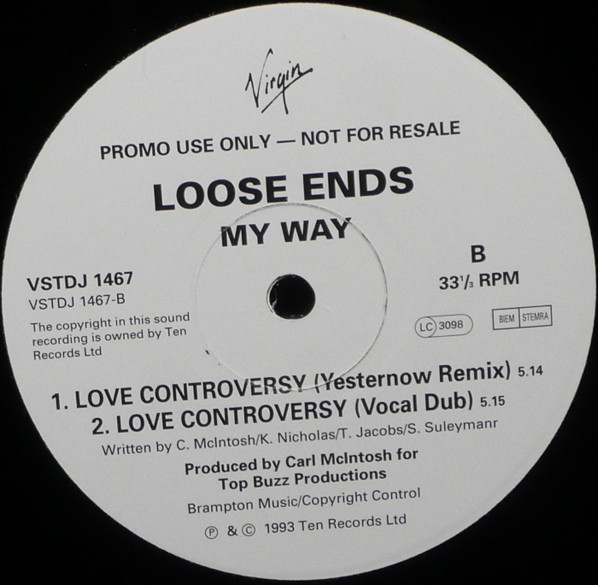 Virgin
PROMO USE ONLY — NOT FOR RESALE
LOOSE ENDS
MY WAY
VSTDJ 1467
VSTDJ 1467-B
The copyright in this sound
recording is owned by Ten
Records Ltd
B
33⅓ RPM
LC 3098
BIEM STEMRA
1. LOVE CONTROVERSY (Yesternow Remix) 5.14
2. LOVE CONTROVERSY (Vocal Dub) 5.15
Written by C. McIntosh/K. Nicholas/T. Jacobs/S. Suleymanr
Produced by Carl McIntosh for
Top Buzz Productions
Brampton Music/Copyright Control
℗ & © 1993 Ten Records Ltd